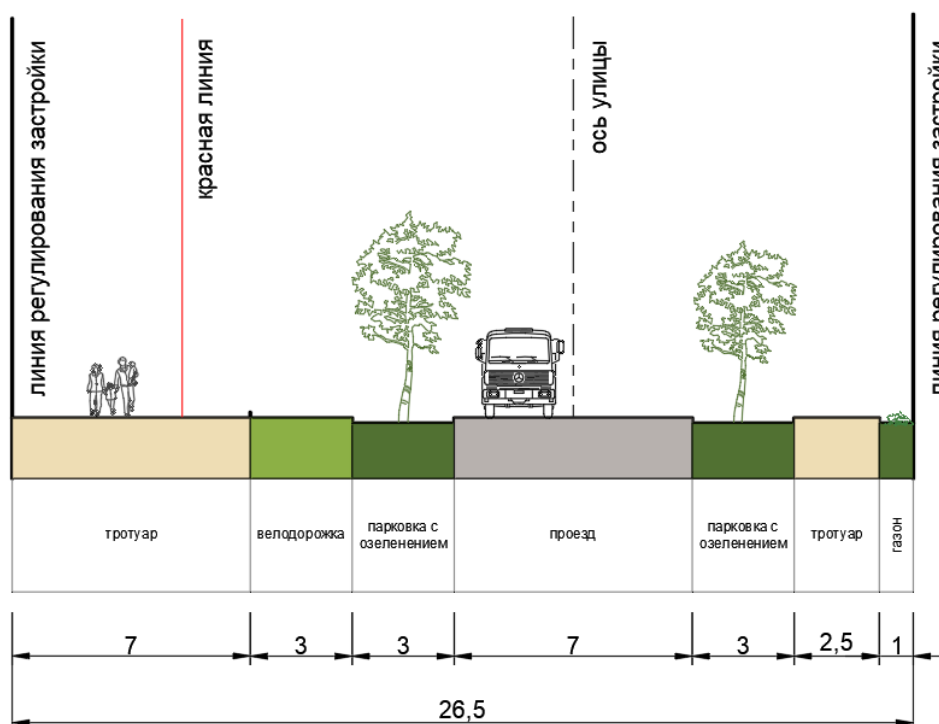 линия регулирования застройки
красная линия
ось улицы
линия регулирования застройки
тротуар
велодорожка
парковка с
озеленением
проезд
парковка с
озеленением
тротуар
газон
7
3
3
7
3
2,5
1
26,5